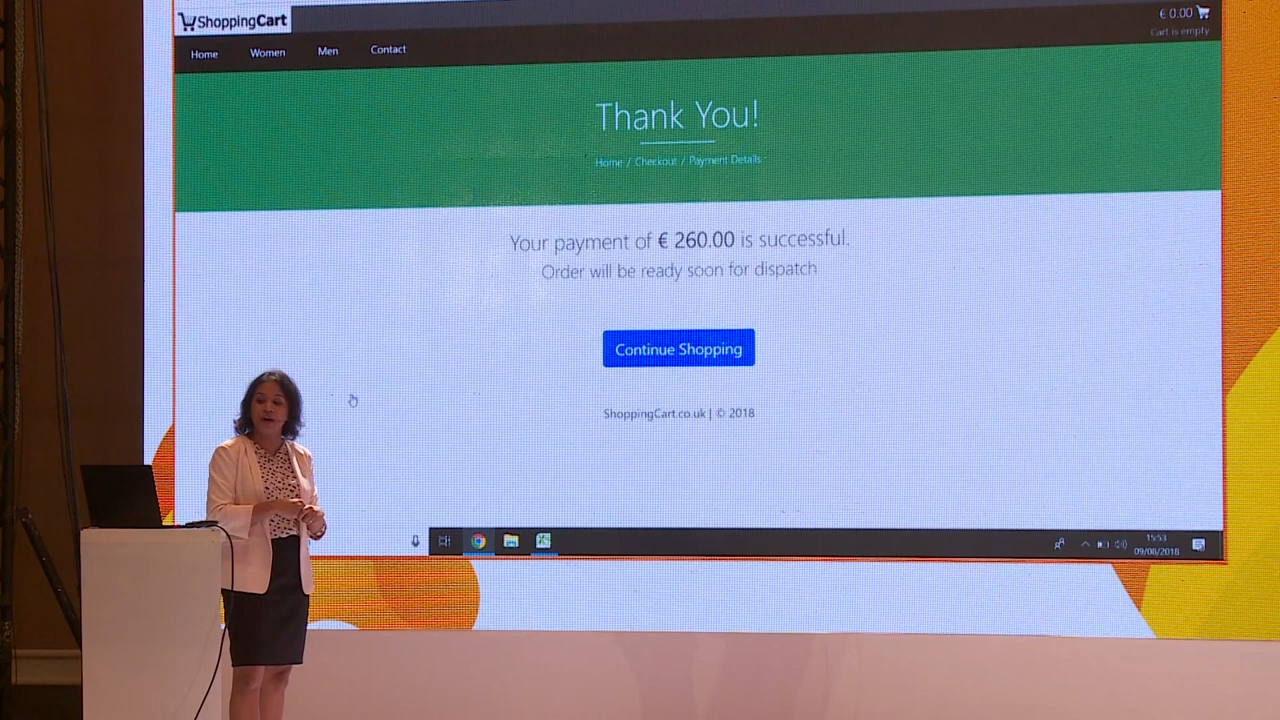 ShoppingCart
€ 0.00
Cart is empty
Home Women Men Contact
Thank You!
Home / Checkout / Payment Details
Your payment of € 260.00 is successful.
Order will be ready soon for dispatch
Continue Shopping
ShoppingCart.co.uk | © 2018
15:53
09/08/2018